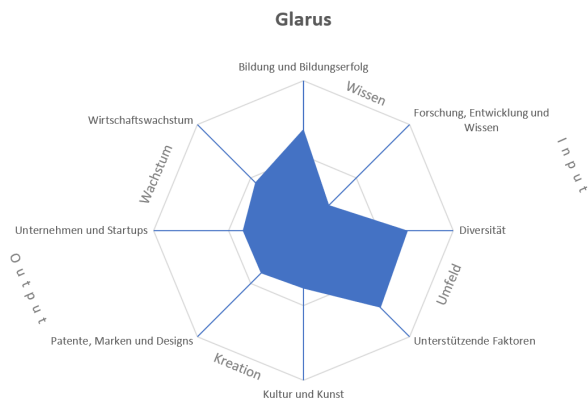 Glarus
Bildung und Bildungserfolg
Wissen
Forschung, Entwicklung und
Wissen
Input
Diversität
Umfeld
Unterstützende Faktoren
Kultur und Kunst
Kreation
Patente, Marken und Designs
Output
Unternehmen und Startups
Wachstum
Wirtschaftswachstum